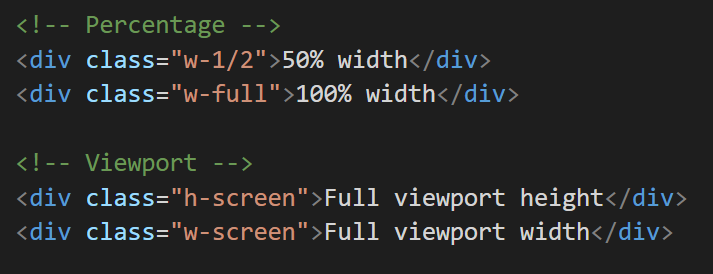 <!-- Percentage -->
<div class="w-1/2">50% width</div>
<div class="w-full">100% width</div>
<!-- Viewport -->
<div class="h-screen">Full viewport height</div>
<div class="w-screen">Full viewport width</div>